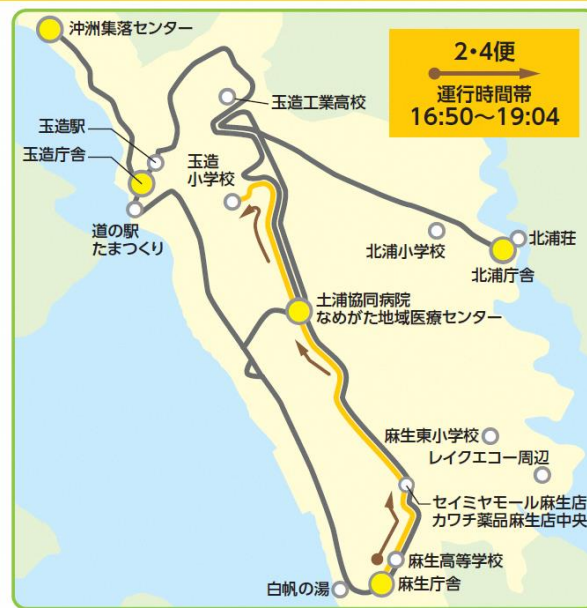 沖洲集落センター
2・4便
運行時間帯
16:50〜19:04
玉造工業高校
玉造駅
玉造庁舎
玉造
小学校
道の駅
たまつくり
北浦小学校
北浦荘
北浦庁舎
土浦協同病院
なめがた地域医療センター
麻生東小学校
レイクエコー周辺
セイミヤモール麻生店
カワチ薬品麻生店中央
麻生高等学校
白帆の湯
麻生庁舎